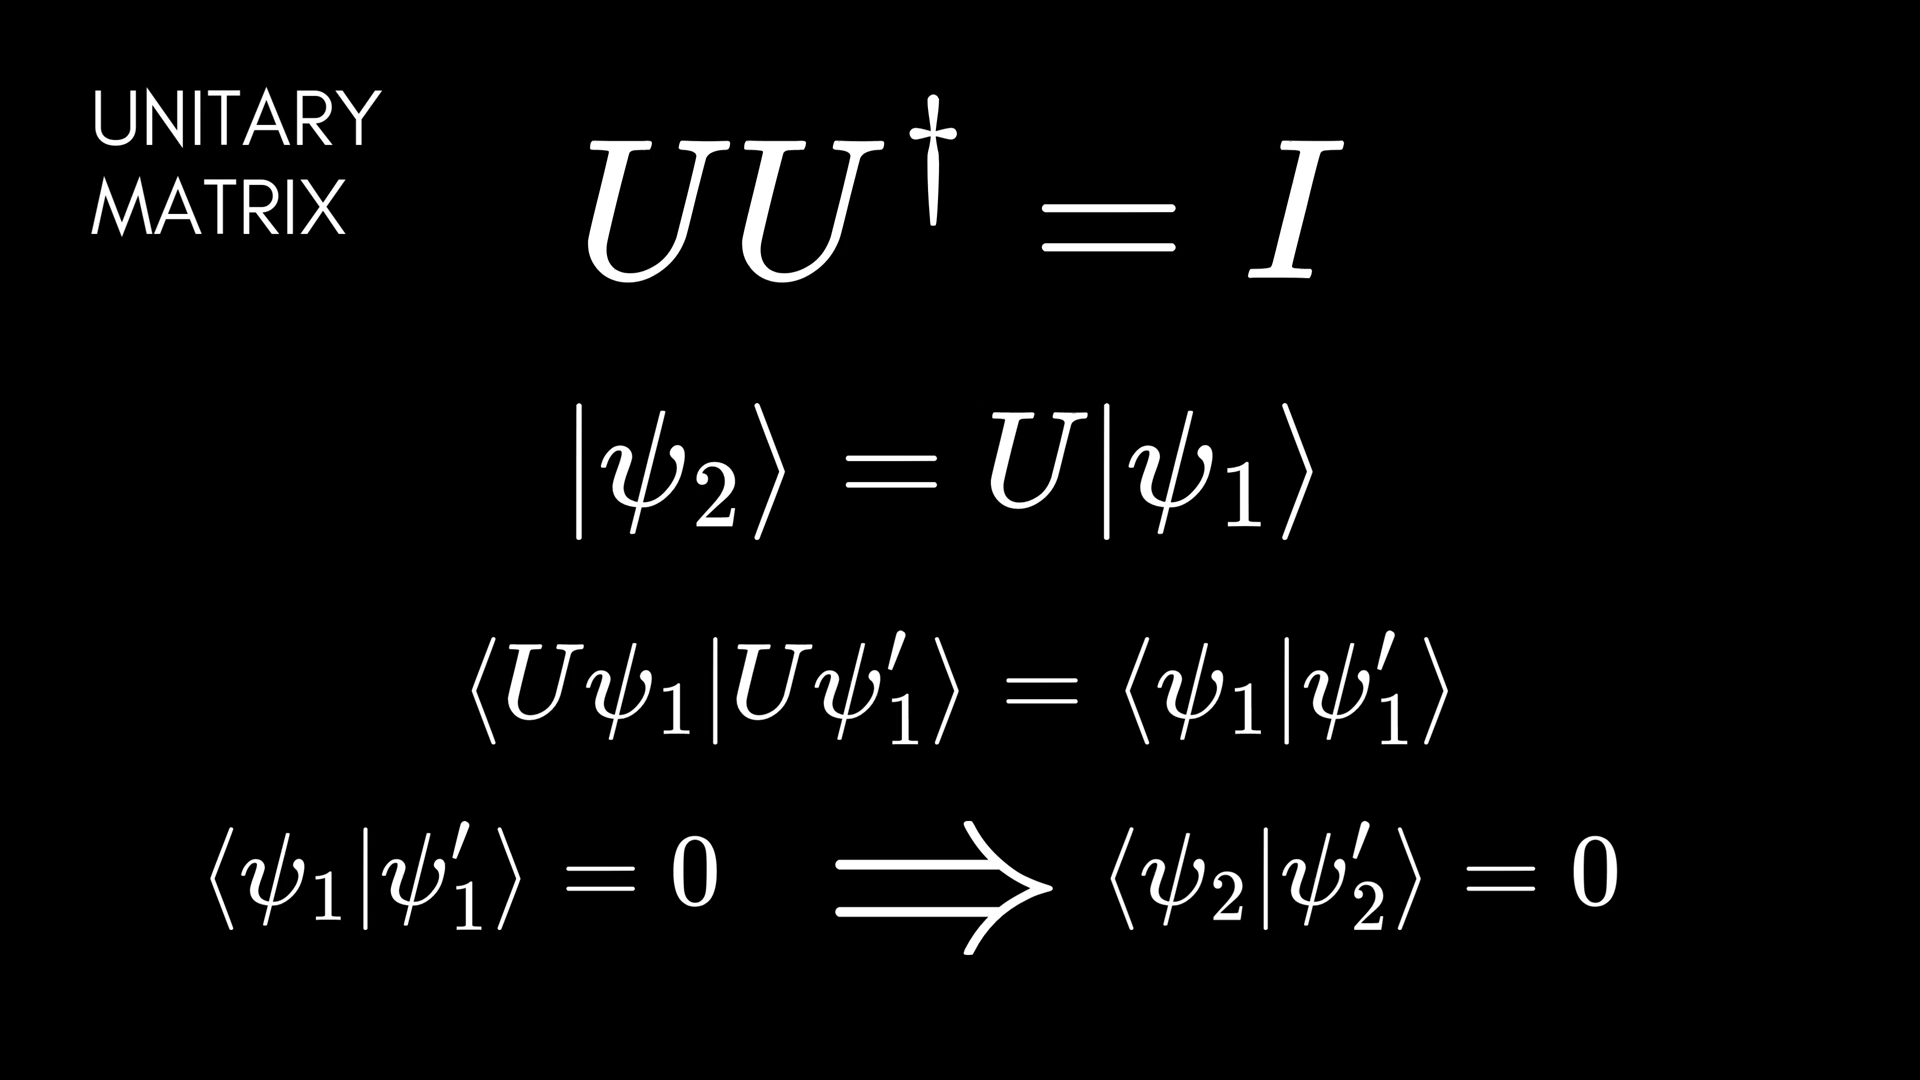 UNITARY
MATRIX
UU† = I
|ψ₂⟩ = U|ψ₁⟩
⟨Uψ₁|Uψ′₁⟩ = ⟨ψ₁|ψ′₁⟩
⟨ψ₁|ψ′₁⟩ = 0 ⟹ ⟨ψ₂|ψ′₂⟩ = 0